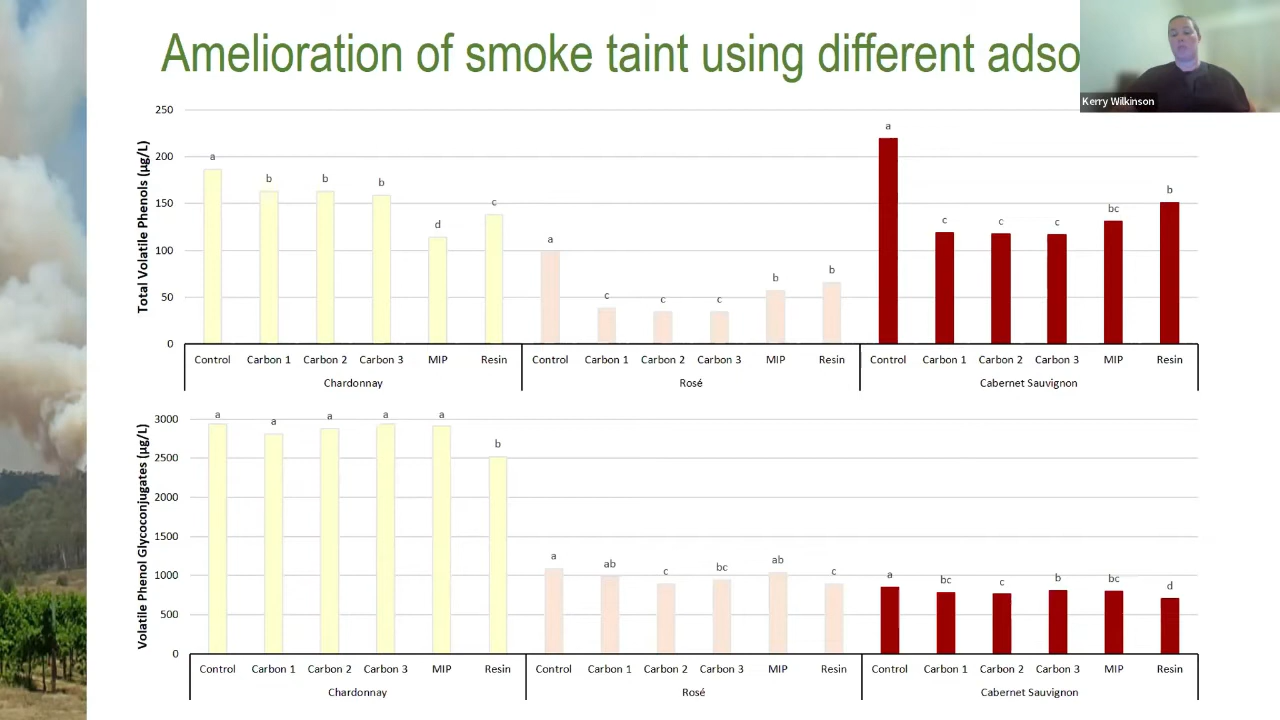 Amelioration of smoke taint using different adso
Kerry Wilkinson
Total Volatile Phenols (µg/L)
250
200
150
100
50
0
a b b b d c a c c c b b a c c c bc b
Control Carbon 1 Carbon 2 Carbon 3 MIP Resin Control Carbon 1 Carbon 2 Carbon 3 MIP Resin Control Carbon 1 Carbon 2 Carbon 3 MIP Resin
Chardonnay Rosé Cabernet Sauvignon
Volatile Phenol Glycoconjugates (µg/L)
3000
2500
2000
1500
1000
500
0
a a a a a b a ab c bc ab c a bc c b bc d
Control Carbon 1 Carbon 2 Carbon 3 MIP Resin Control Carbon 1 Carbon 2 Carbon 3 MIP Resin Control Carbon 1 Carbon 2 Carbon 3 MIP Resin
Chardonnay Rosé Cabernet Sauvignon